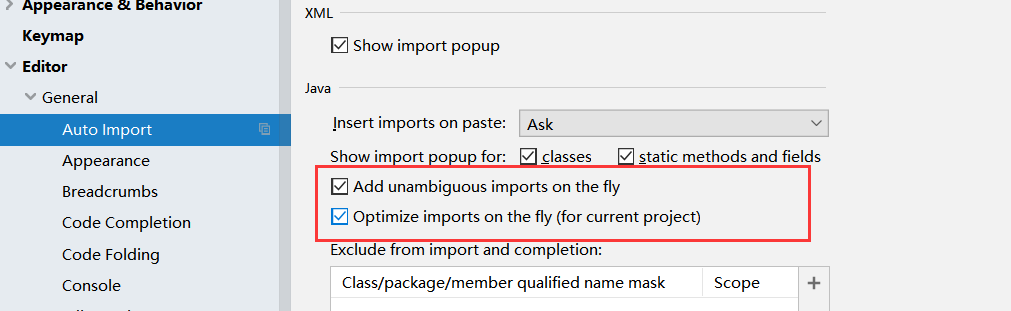 Appearance & Behavior
Keymap
Editor
General
Auto Import
Appearance
Breadcrumbs
Code Completion
Code Folding
Console
XML
Show import popup
Java
Insert imports on paste: Ask
Show import popup for: classes static methods and fields
Add unambiguous imports on the fly
Optimize imports on the fly (for current project)
Exclude from import and completion:
Class/package/member qualified name mask Scope +